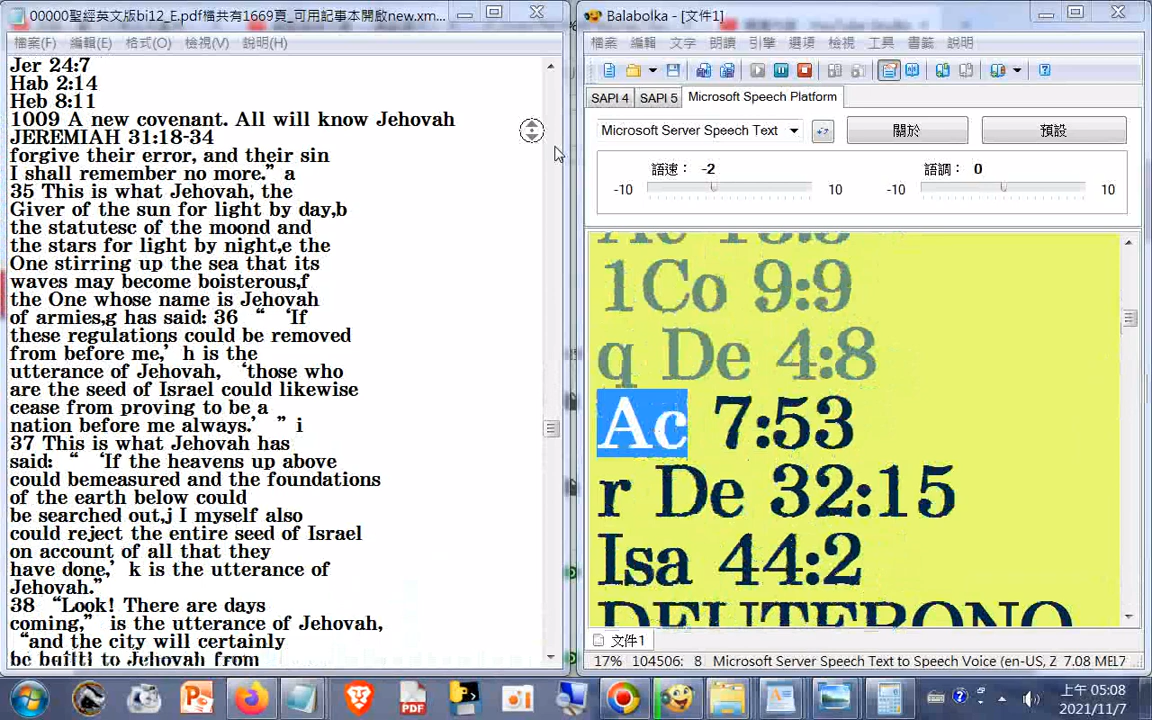 00000聖經英文版bi12_E.pdf檔共有1669頁_可用記事本開啟new.xm...
檔案(F) 編輯(E) 格式(O) 檢視(V) 說明(H)
Jer 24:7
Hab 2:14
Heb 8:11
1009 A new covenant. All will know Jehovah
JEREMIAH 31:18-34
forgive their error, and their sin
I shall remember no more.” a
35 This is what Jehovah, the
Giver of the sun for light by day,b
the statutesc of the moond and
the stars for light by night,e the
One stirring up the sea that its
waves may become boisterous,f
the One whose name is Jehovah
of armies,g has said: 36 “ ‘If
these regulations could be removed
from before me,’ h is the
utterance of Jehovah, ‘those who
are the seed of Israel could likewise
cease from proving to be a
nation before me always.’ ” i
37 This is what Jehovah has
said: “ ‘If the heavens up above
could bemeasured and the foundations
of the earth below could
be searched out,j I myself also
could reject the entire seed of Israel
on account of all that they
have done,’ k is the utterance of
Jehovah.”
38 “Look! There are days
coming,” is the utterance of Jehovah,
“and the city will certainly
be built to Jehovah from
Balabolka - [文件1]
檔案 編輯 文字 朗讀 引擎 選項 檢視 工具 書籤 說明
SAPI 4 SAPI 5 Microsoft Speech Platform
Microsoft Server Speech Text 關於 預設
語速： -2 語調： 0
-10 10 -10 10
1Co 9:9
q De 4:8
Ac 7:53
r De 32:15
Isa 44:2
DEUTERONO
文件1
17% 104506: 8 Microsoft Server Speech Text to Speech Voice (en-US, Z 7.08 MEL7
上午 05:08
2021/11/7